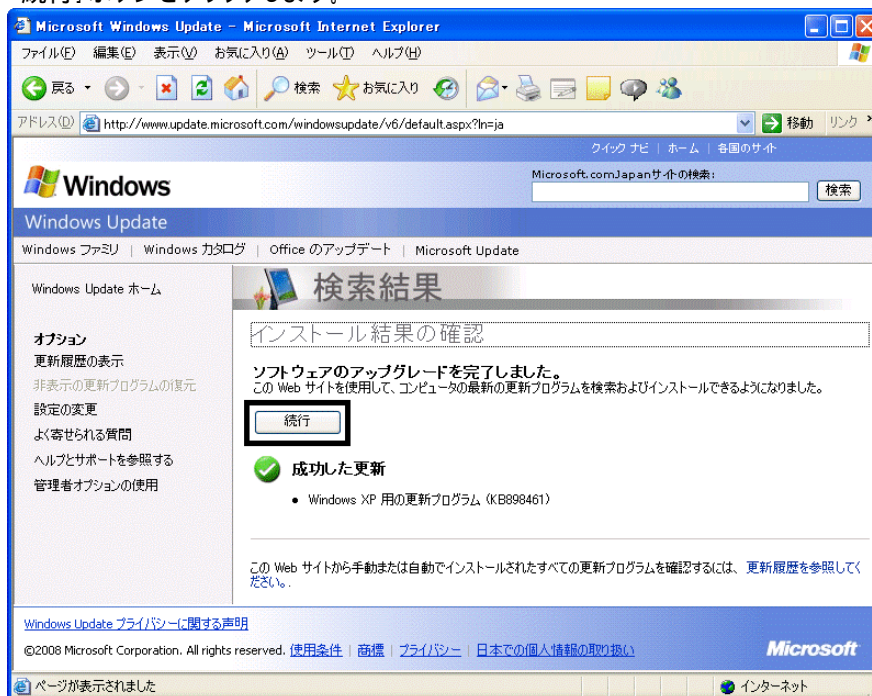 続行]ボタンをクリックします。
Microsoft Windows Update - Microsoft Internet Explorer
ファイル(F) 編集(E) 表示(V) お気に入り(A) ツール(T) ヘルプ(H)
戻る 検索 お気に入り
アドレス(D) http://www.update.microsoft.com/windowsupdate/v6/default.aspx?ln=ja 移動 リンク
クイック ナビ | ホーム | 各国のサイト
Windows
Microsoft.comJapanサイトの検索:
検索
Windows Update
Windows ファミリ | Windows カタログ | Office のアップデート | Microsoft Update
Windows Update ホーム
オプション
更新履歴の表示
非表示の更新プログラムの復元
設定の変更
よく寄せられる質問
ヘルプとサポートを参照する
管理者オプションの使用
検索結果
インストール結果の確認
ソフトウェアのアップグレードを完了しました。
この Web サイトを使用して、コンピュータの最新の更新プログラムを検索およびインストールできるようになりました。
続行
成功した更新
• Windows XP 用の更新プログラム (KB898461)
この Web サイトから手動または自動でインストールされたすべての更新プログラムを確認するには、更新履歴を参照してく
ださい。.
Windows Update プライバシーに関する声明
©2008 Microsoft Corporation. All rights reserved. 使用条件 | 商標 | プライバシー | 日本での個人情報の取り扱い
Microsoft
ページが表示されました
インターネット